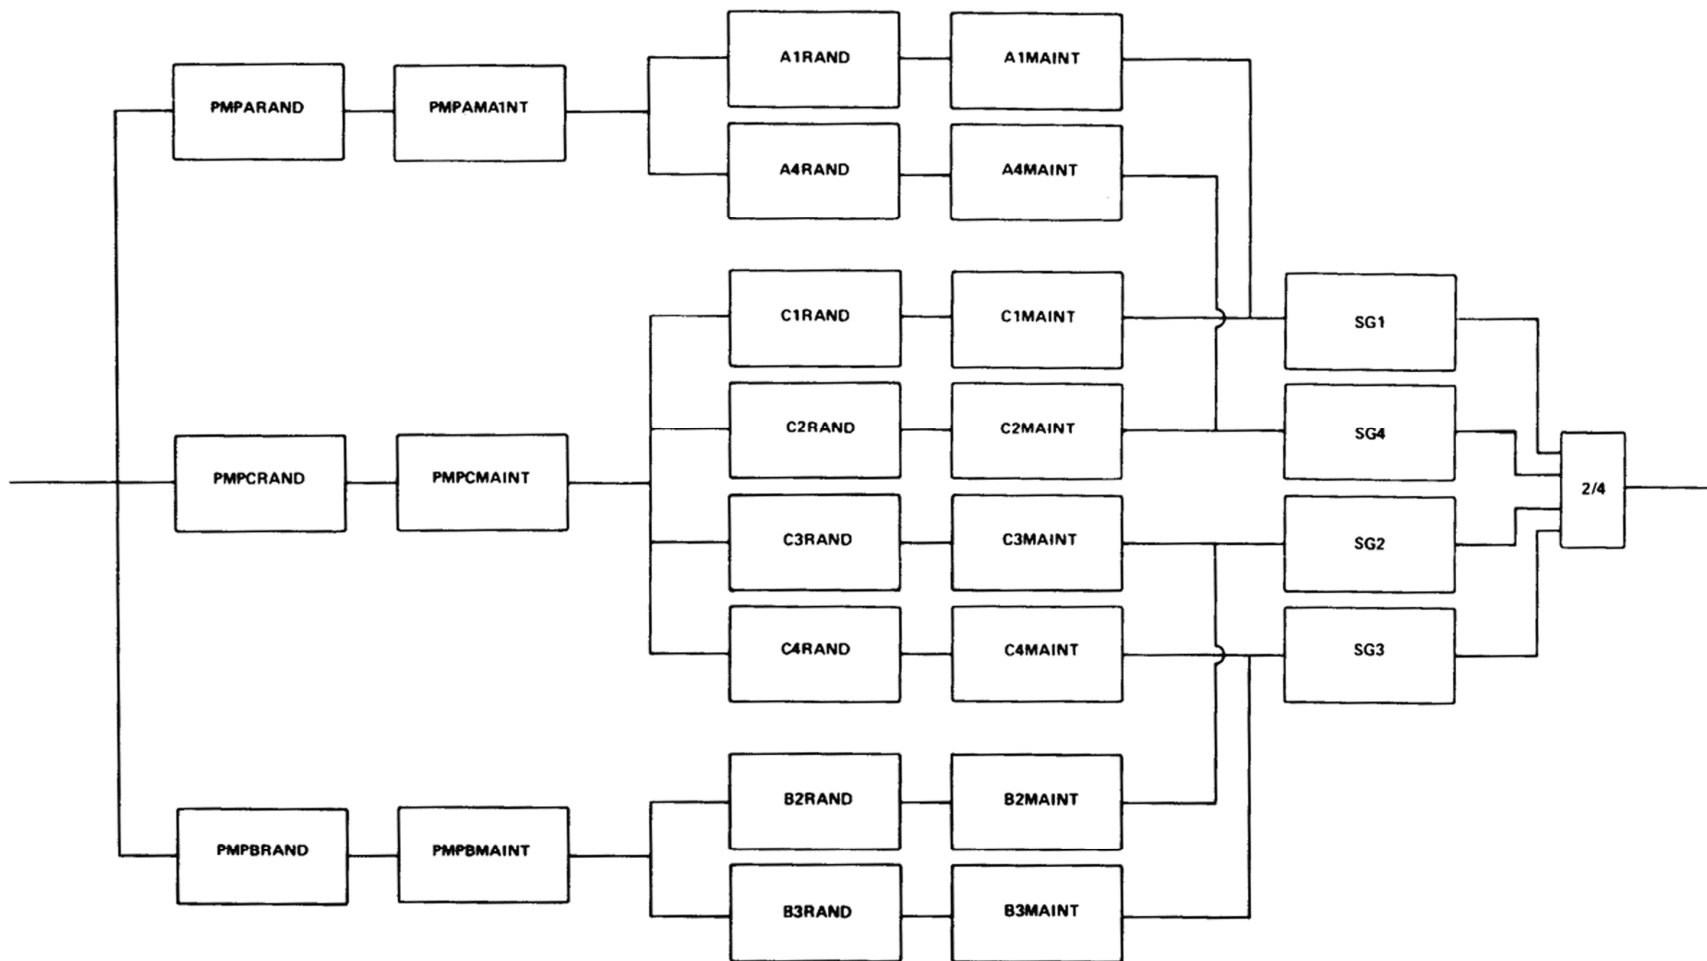 A1RAND
A1MAINT
PMPARAND
PMPAMA1NT
A4RAND
A4MAINT
C1RAND
C1MAINT
SG1
C2RAND
C2MAINT
SG4
PMPCRAND
PMPCMAINT
2/4
C3RAND
C3MAINT
SG2
C4RAND
C4MAINT
SG3
B2RAND
B2MAINT
PMPBRAND
PMPBMAINT
B3RAND
B3MAINT